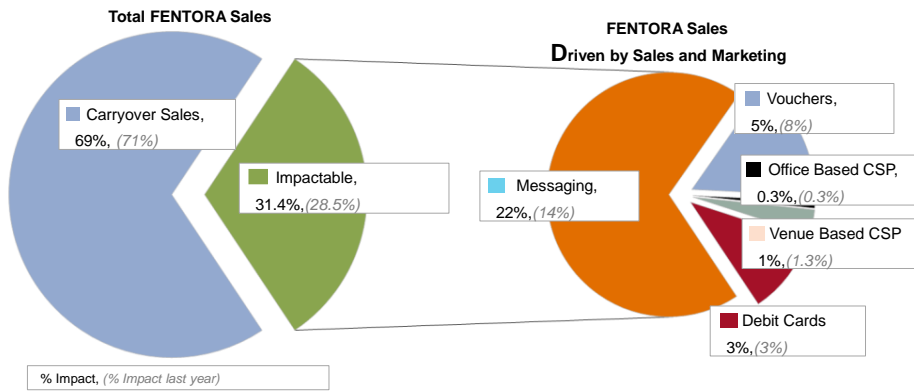 Total FENTORA Sales
Carryover Sales,
69%, (71%)
Impactable,
31.4% (28.5%)
% Impact, (% Impact last year)
FENTORA Sales
Driven by Sales and Marketing
Messaging,
22% (14%)
Vouchers,
5%, (8%)
Office Based CSP,
0.3%, (0.3%)
Venue Based CSP
1%, (1.3%)
Debit Cards
3%, (3%)